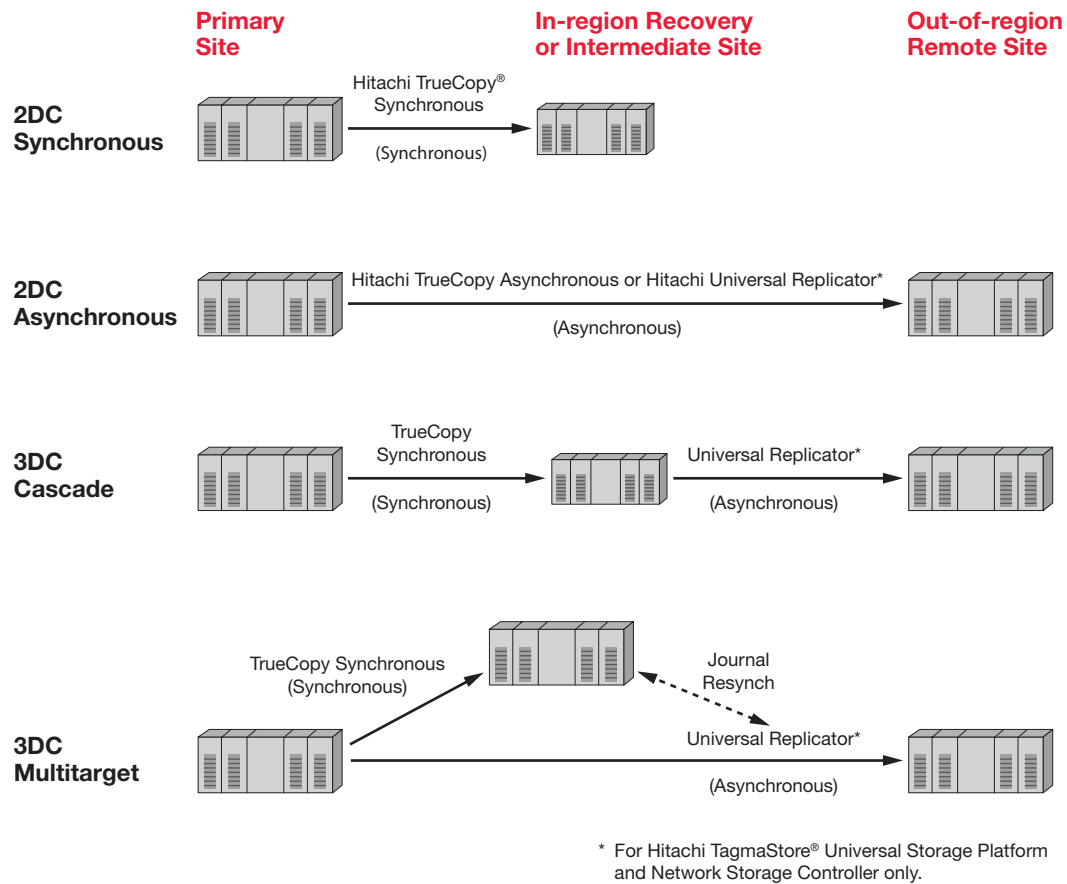 Primary
Site
In-region Recovery
or Intermediate Site
Out-of-region
Remote Site
2DC
Synchronous
Hitachi TrueCopy®
Synchronous
(Synchronous)
2DC
Asynchronous
Hitachi TrueCopy Asynchronous or Hitachi Universal Replicator*
(Asynchronous)
3DC
Cascade
TrueCopy
Synchronous
(Synchronous)
Universal Replicator*
(Asynchronous)
3DC
Multitarget
TrueCopy Synchronous
(Synchronous)
Journal
Resynch
Universal Replicator*
(Asynchronous)
* For Hitachi TagmaStore® Universal Storage Platform
and Network Storage Controller only.